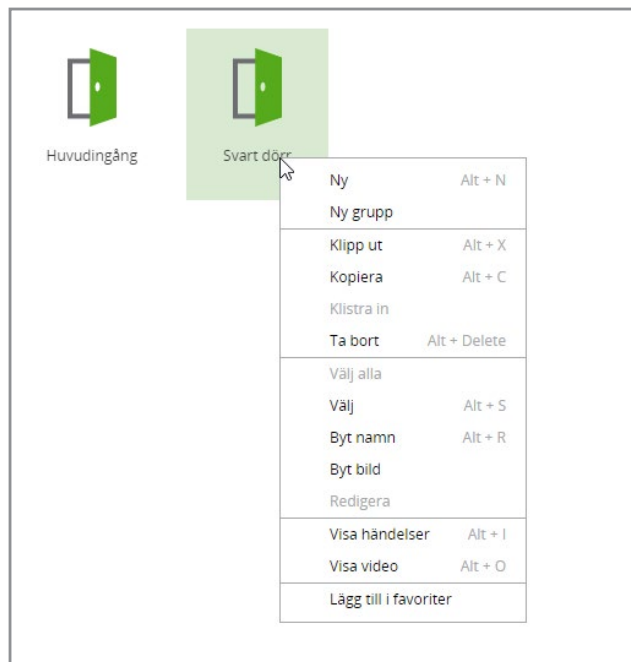 Huvudingång
Svart dörr
Ny Alt + N
Ny grupp
Klipp ut Alt + X
Kopiera Alt + C
Klistra in
Ta bort Alt + Delete
Välj alla
Välj Alt + S
Byt namn Alt + R
Byt bild
Redigera
Visa händelser Alt + I
Visa video Alt + O
Lägg till i favoriter